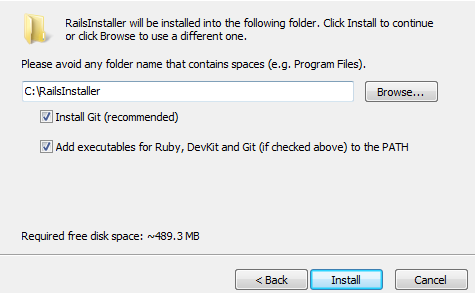 RailsInstaller will be installed into the following folder. Click Install to continue
or click Browse to use a different one.
Please avoid any folder name that contains spaces (e.g. Program Files).
C:\RailsInstaller
Browse...
Install Git (recommended)
Add executables for Ruby, DevKit and Git (if checked above) to the PATH
Required free disk space: ~489.3 MB
< Back
Install
Cancel